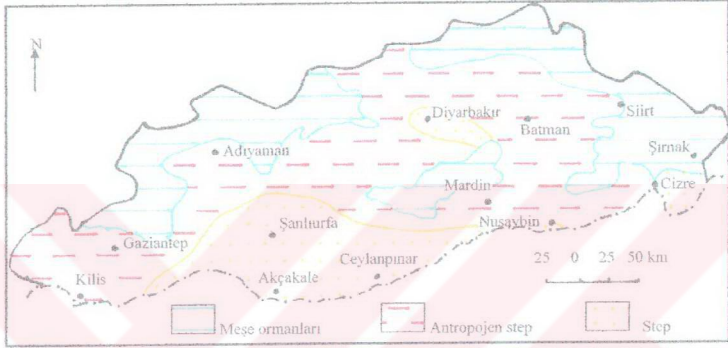 N
Diyarbakır
Siirt
Batman
Adıyaman
Şırnak
Mardin
Cizre
Şanlıurfa
Nusaybin
Gaziantep
Ceylanpınar
25 0 25 50 km
Kilis
Akçakale
Meşe ormanları
Antropojen step
Step